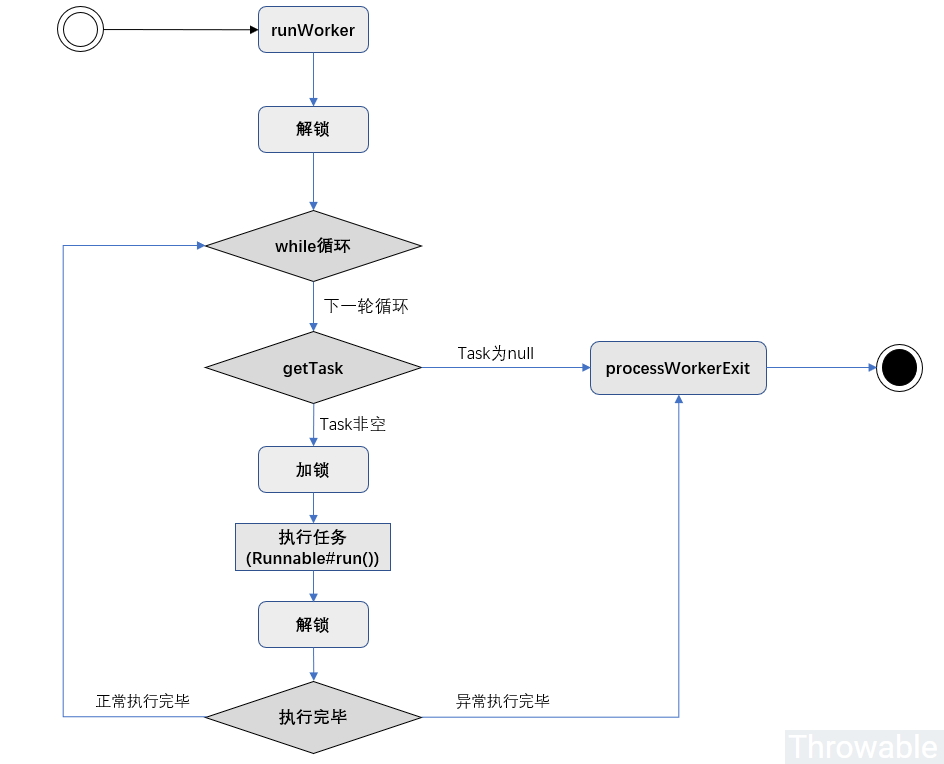 runWorker
解锁
while循环
下一轮循环
getTask
Task为null
processWorkerExit
Task非空
加锁
执行任务
(Runnable#run())
解锁
正常执行完毕
执行完毕
异常执行完毕
Throwable